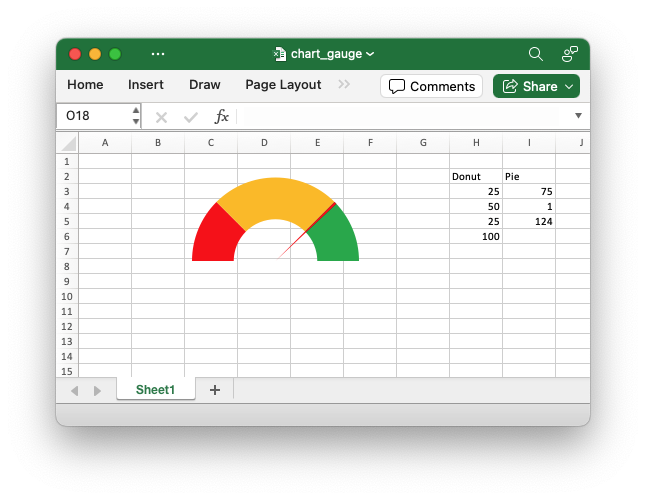 chart_gauge
Home Insert Draw Page Layout Comments Share
O18 fx
A B C D E F G H I J
1
2 Donut Pie
3 25 75
4 50 1
5 25 124
6 100
7
8
9
10
11
12
13
14
15
Sheet1 +